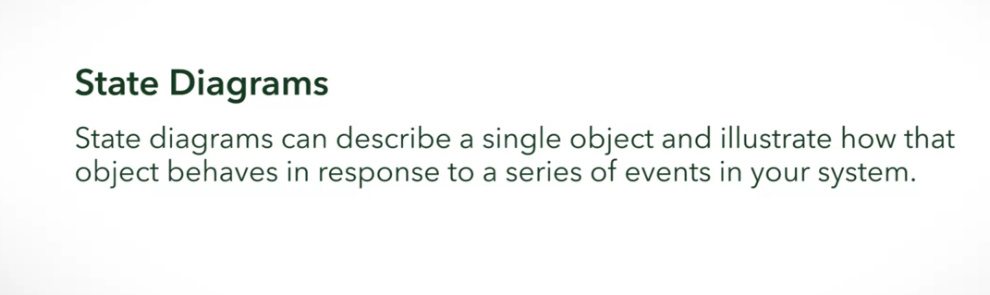 State Diagrams
State diagrams can describe a single object and illustrate how that
object behaves in response to a series of events in your system.